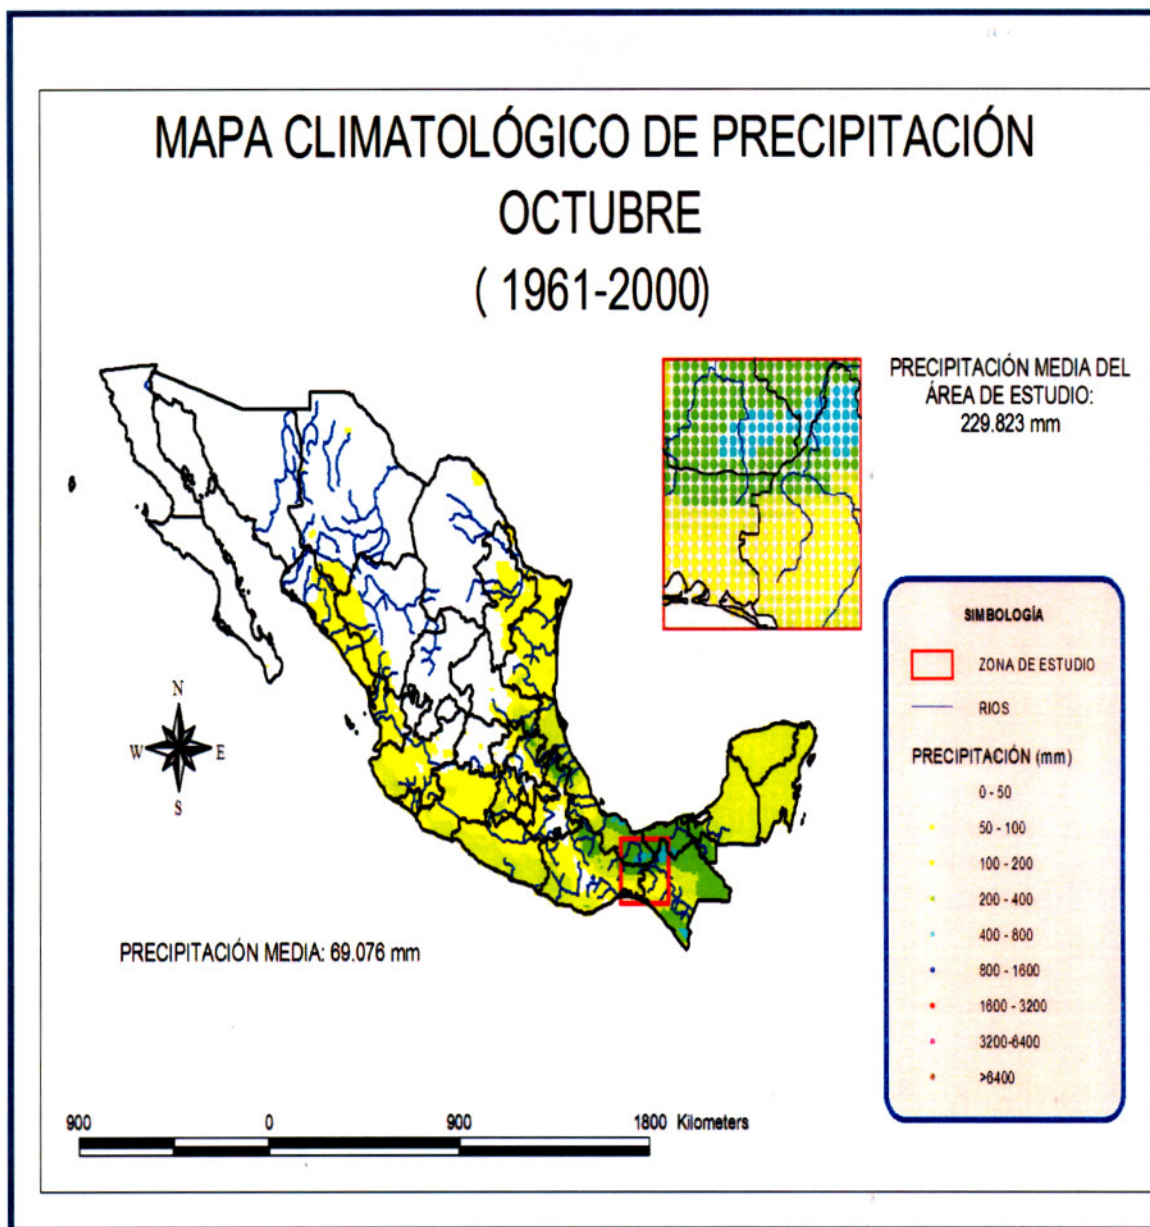 MAPA CLIMATOLÓGICO DE PRECIPITACIÓN
OCTUBRE
( 1961-2000)
PRECIPITACIÓN MEDIA DEL
ÁREA DE ESTUDIO:
229.823 mm
SIMBOLOGÍA
ZONA DE ESTUDIO
RIOS
PRECIPITACIÓN (mm)
0 - 50
50 - 100
100 - 200
200 - 400
400 - 800
800 - 1600
1600 - 3200
3200-6400
>6400
N
W
E
S
PRECIPITACIÓN MEDIA: 69.076 mm
900 0 900 1800 Kilometers